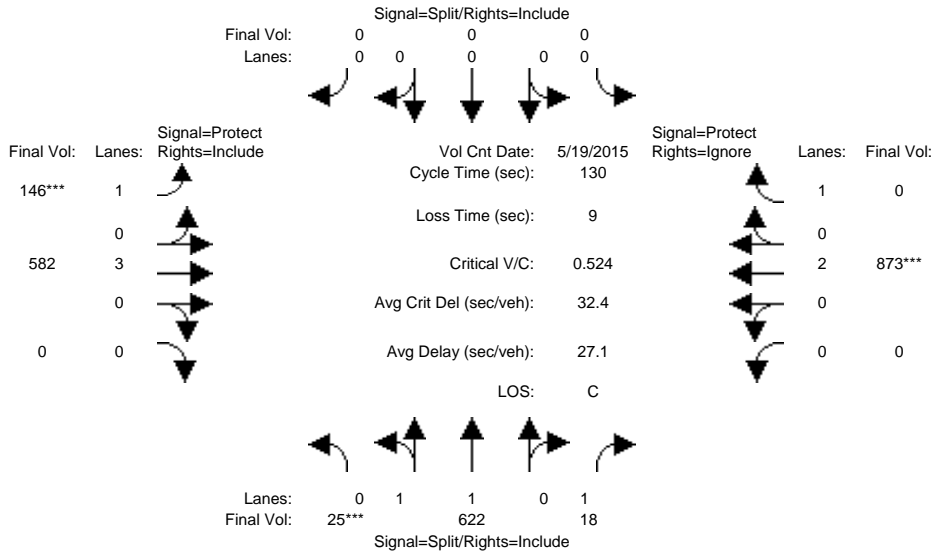 Signal=Split/Rights=Include
Final Vol: 0 0 0
Lanes: 0 0 0 0 0
Signal=Protect
Final Vol: Lanes: Rights=Include
Vol Cnt Date: 5/19/2015
Signal=Protect
Rights=Ignore Lanes: Final Vol:
Cycle Time (sec): 130
146*** 1
1 0
Loss Time (sec): 9
0
0
582 3
Critical V/C: 0.524
2 873***
0
Avg Crit Del (sec/veh): 32.4
0
0 0
Avg Delay (sec/veh): 27.1
0 0
LOS: C
Lanes: 0 1 1 0 1
Final Vol: 25*** 622 18
Signal=Split/Rights=Include